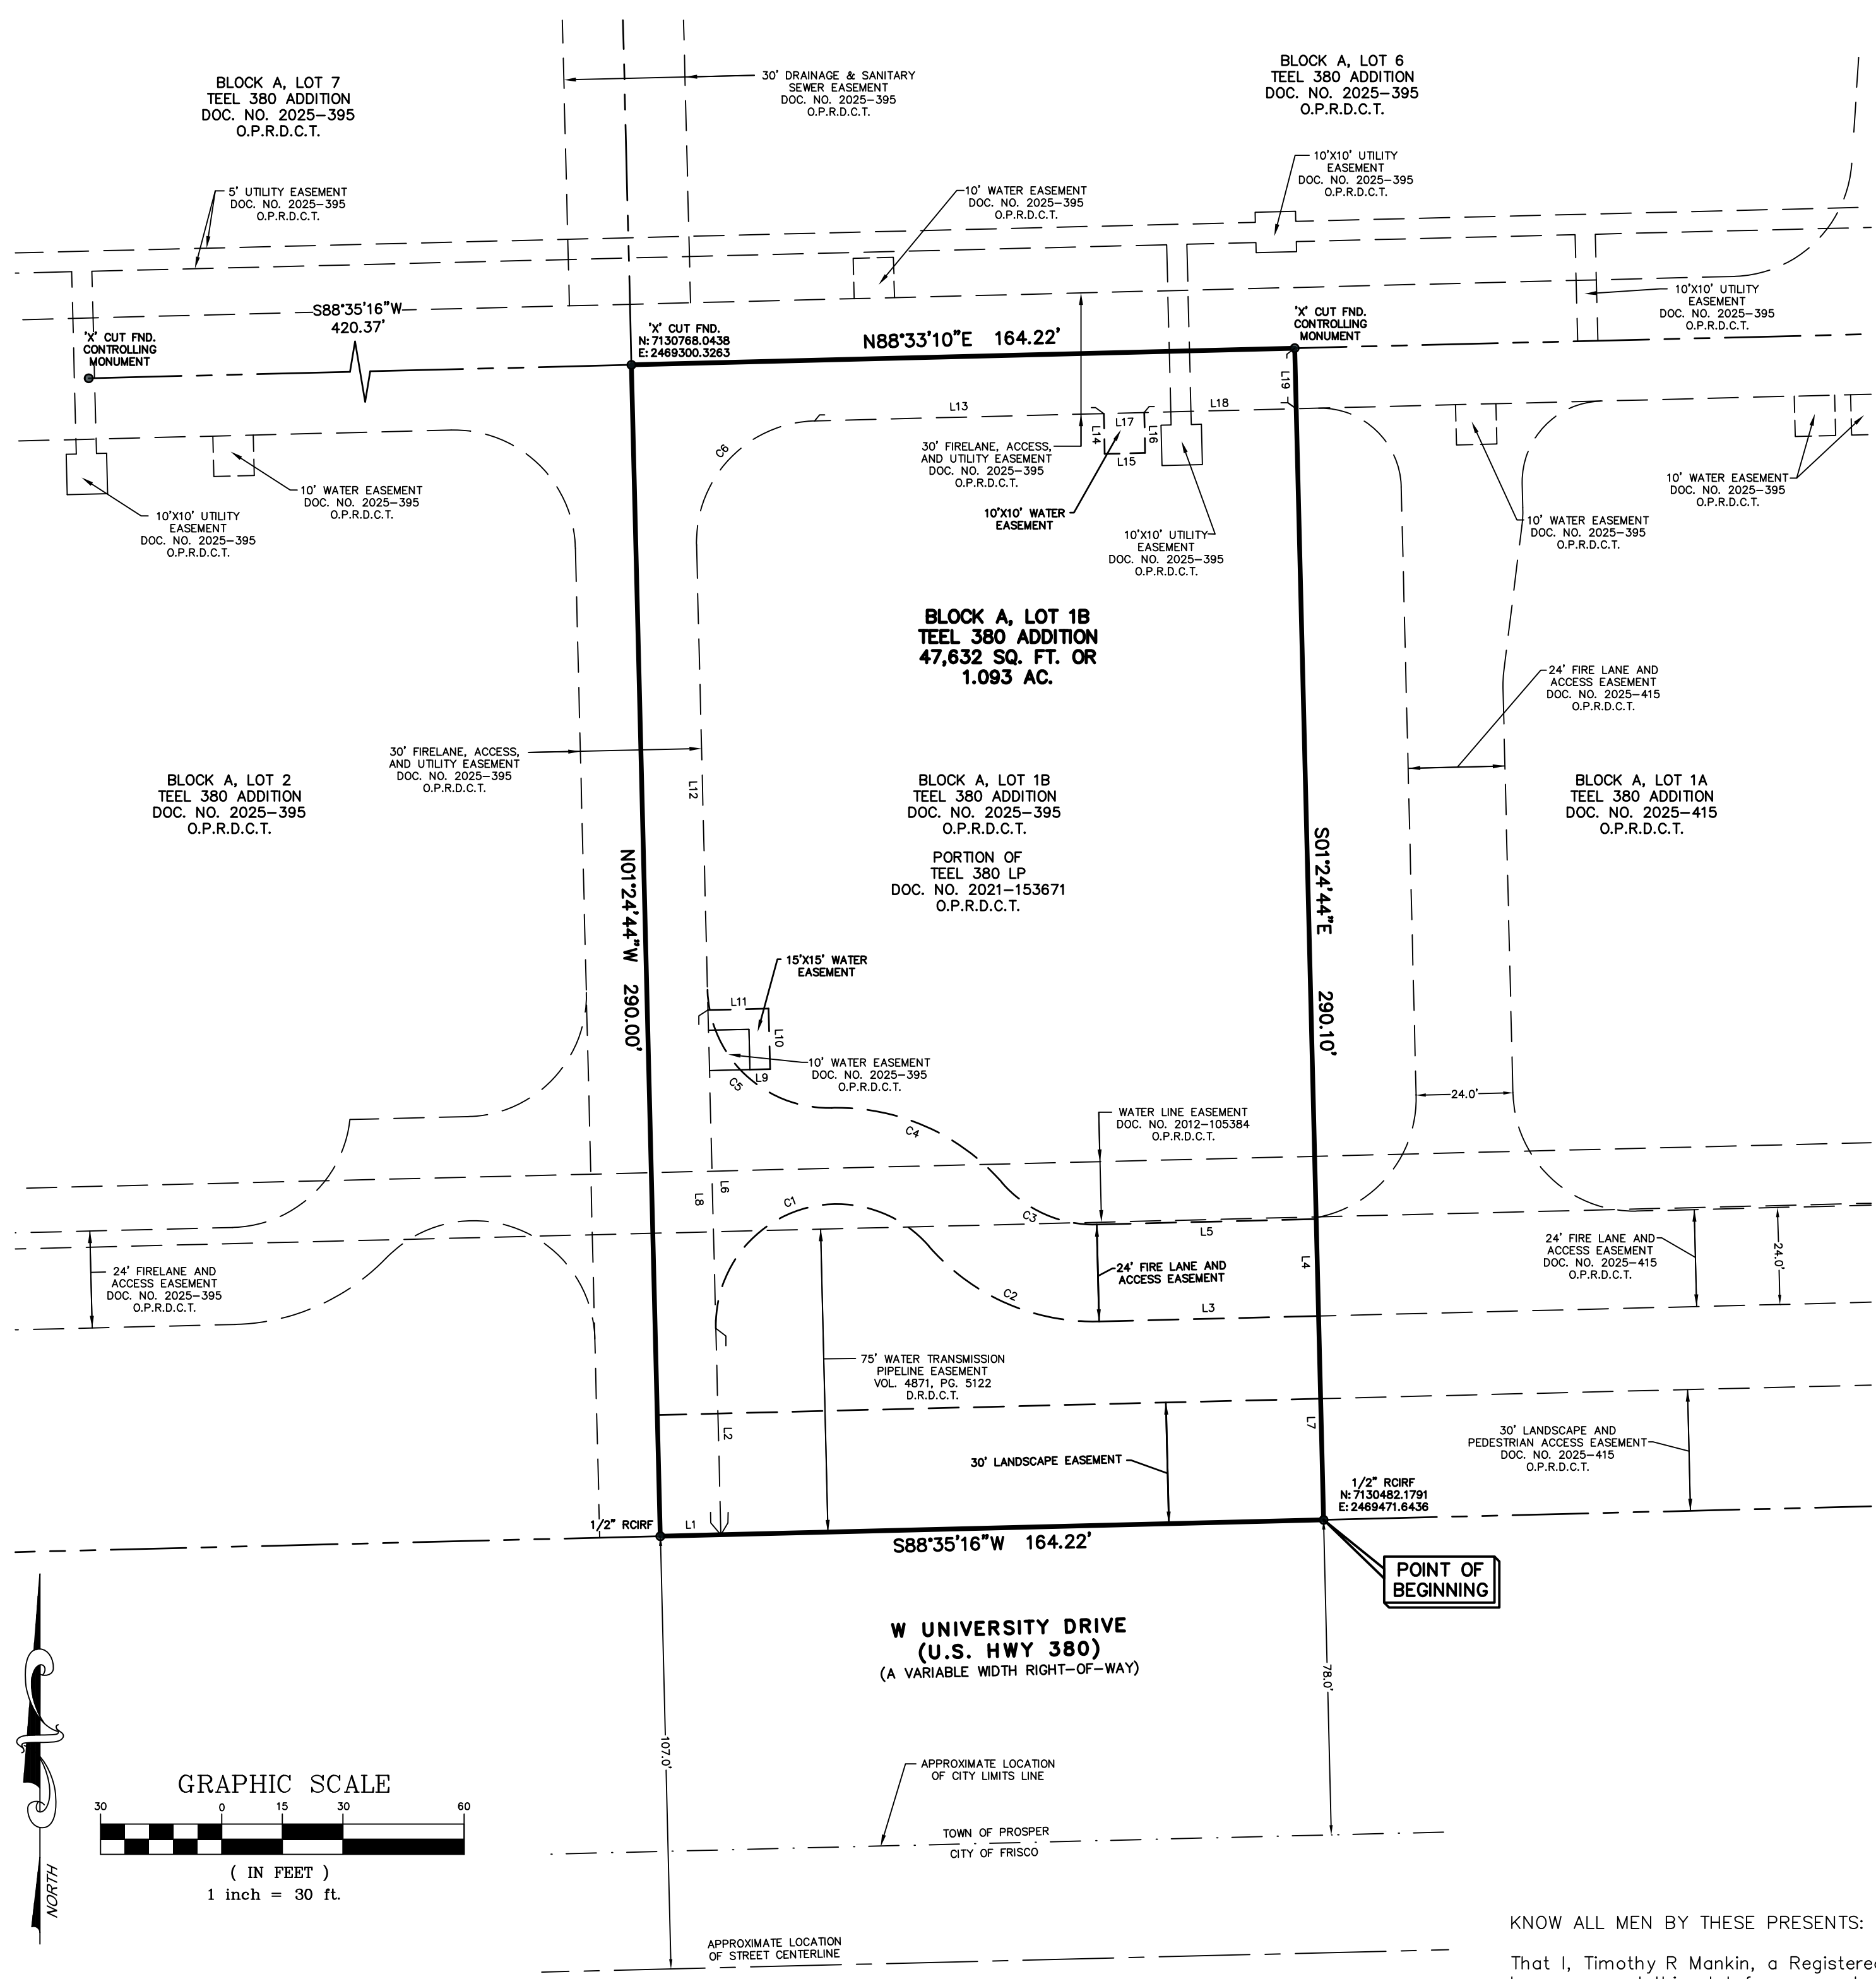 BLOCK A, LOT 7
TEEL 380 ADDITION
DOC. NO. 2025-395
O.P.R.D.C.T.
30' DRAINAGE & SANITARY
SEWER EASEMENT
DOC. NO. 2025-395
O.P.R.D.C.T.
BLOCK A, LOT 6
TEEL 380 ADDITION
DOC. NO. 2025-395
O.P.R.D.C.T.
5' UTILITY EASEMENT
DOC. NO. 2025-395
O.P.R.D.C.T.
10' WATER EASEMENT
DOC. NO. 2025-395
O.P.R.D.C.T.
10'X10' UTILITY
EASEMENT
DOC. NO. 2025-395
O.P.R.D.C.T.
10'X10' UTILITY
EASEMENT
DOC. NO. 2025-395
O.P.R.D.C.T.
S88°35'16"W
420.37'
'X' CUT FND.
CONTROLLING
MONUMENT
'X' CUT FND.
N: 7130768.0438
E: 2469300.3263
N88°33'10"E 164.22'
'X' CUT FND.
CONTROLLING
MONUMENT
L19
L13
L17
L18
L14
L16
L15
C6
30' FIRELANE, ACCESS,
AND UTILITY EASEMENT
DOC. NO. 2025-395
O.P.R.D.C.T.
10'X10' WATER
EASEMENT
10'X10' UTILITY
EASEMENT
DOC. NO. 2025-395
O.P.R.D.C.T.
10' WATER EASEMENT
DOC. NO. 2025-395
O.P.R.D.C.T.
10'X10' UTILITY
EASEMENT
DOC. NO. 2025-395
O.P.R.D.C.T.
10' WATER EASEMENT
DOC. NO. 2025-395
O.P.R.D.C.T.
10' WATER EASEMENT
DOC. NO. 2025-395
O.P.R.D.C.T.
BLOCK A, LOT 1B
TEEL 380 ADDITION
47,632 SQ. FT. OR
1.093 AC.
24' FIRE LANE AND
ACCESS EASEMENT
DOC. NO. 2025-415
O.P.R.D.C.T.
30' FIRELANE, ACCESS,
AND UTILITY EASEMENT
DOC. NO. 2025-395
O.P.R.D.C.T.
L12
BLOCK A, LOT 2
TEEL 380 ADDITION
DOC. NO. 2025-395
O.P.R.D.C.T.
BLOCK A, LOT 1B
TEEL 380 ADDITION
DOC. NO. 2025-395
O.P.R.D.C.T.
PORTION OF
TEEL 380 LP
DOC. NO. 2021-153671
O.P.R.D.C.T.
BLOCK A, LOT 1A
TEEL 380 ADDITION
DOC. NO. 2025-415
O.P.R.D.C.T.
N01°24'44"W 290.00'
S01°24'44"E 290.10'
15'X15' WATER
EASEMENT
L11
L10
L9
C5
10' WATER EASEMENT
DOC. NO. 2025-395
O.P.R.D.C.T.
24.0'
C4
WATER LINE EASEMENT
DOC. NO. 2012-105384
O.P.R.D.C.T.
L8
L6
C1
C3
L5
L4
24' FIRELANE AND
ACCESS EASEMENT
DOC. NO. 2025-395
O.P.R.D.C.T.
24' FIRE LANE AND
ACCESS EASEMENT
24' FIRE LANE AND
ACCESS EASEMENT
DOC. NO. 2025-415
O.P.R.D.C.T.
24.0'
C2
L3
75' WATER TRANSMISSION
PIPELINE EASEMENT
VOL. 4871, PG. 5122
D.R.D.C.T.
L2
L7
30' LANDSCAPE EASEMENT
30' LANDSCAPE AND
PEDESTRIAN ACCESS EASEMENT
DOC. NO. 2025-415
O.P.R.D.C.T.
1/2" RCIRF
L1
1/2" RCIRF
N: 7130482.1791
E: 2469471.6436
S88°35'16"W 164.22'
POINT OF
BEGINNING
W UNIVERSITY DRIVE
(U.S. HWY 380)
(A VARIABLE WIDTH RIGHT-OF-WAY)
78.0'
107.0'
APPROXIMATE LOCATION
OF CITY LIMITS LINE
TOWN OF PROSPER
CITY OF FRISCO
APPROXIMATE LOCATION
OF STREET CENTERLINE
GRAPHIC SCALE
30 0 15 30 60
( IN FEET )
1 inch = 30 ft.
NORTH
KNOW ALL MEN BY THESE PRESENTS:
That I, Timothy R Mankin, a Registere